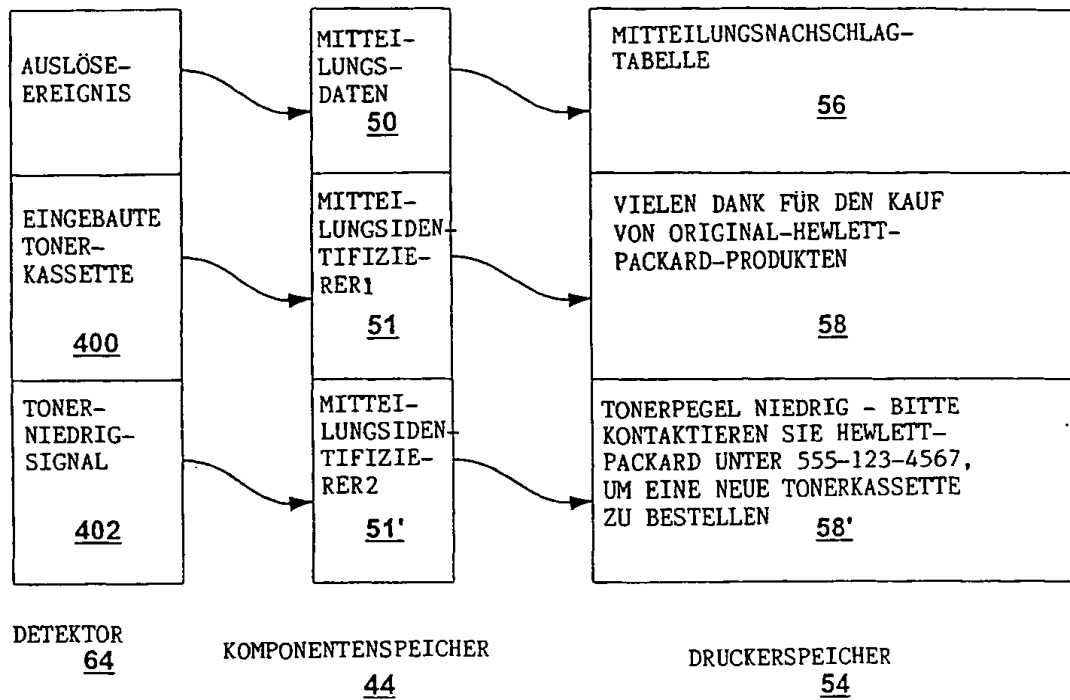 AUSLÖSE-
EREIGNIS
MITTEI-
LUNGS-
DATEN
50
MITTEILUNGSNACHSCHLAG-
TABELLE
56
EINGEBAUTE
TONER-
KASSETTE
400
MITTEI-
LUNGSIDEN-
TIFIZIE-
RER1
51
VIELEN DANK FÜR DEN KAUF
VON ORIGINAL-HEWLETT-
PACKARD-PRODUKTEN
58
TONER-
NIEDRIG-
SIGNAL
402
MITTEI-
LUNGSIDEN-
TIFIZIE-
RER2
51'
TONERPEGEL NIEDRIG - BITTE
KONTAKTIEREN SIE HEWLETT-
PACKARD UNTER 555-123-4567,
UM EINE NEUE TONERKASSETTE
ZU BESTELLEN
58'
DETEKTOR
64
KOMPONENTENSPEICHER
44
DRUCKERSPEICHER
54